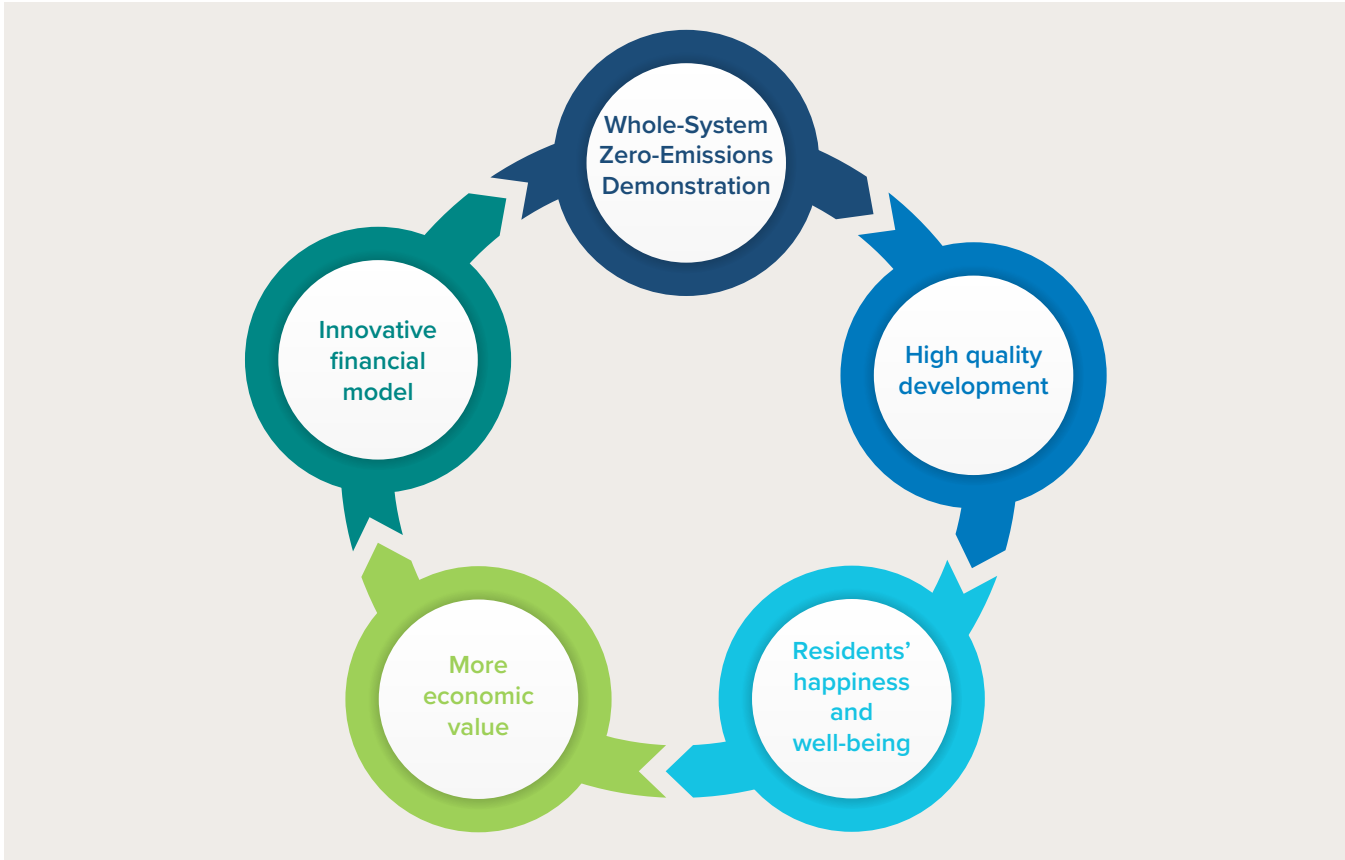 Whole-System
Zero-Emissions
Demonstration
High quality
development
Residents’
happiness
and
well-being
More
economic
value
Innovative
financial
model